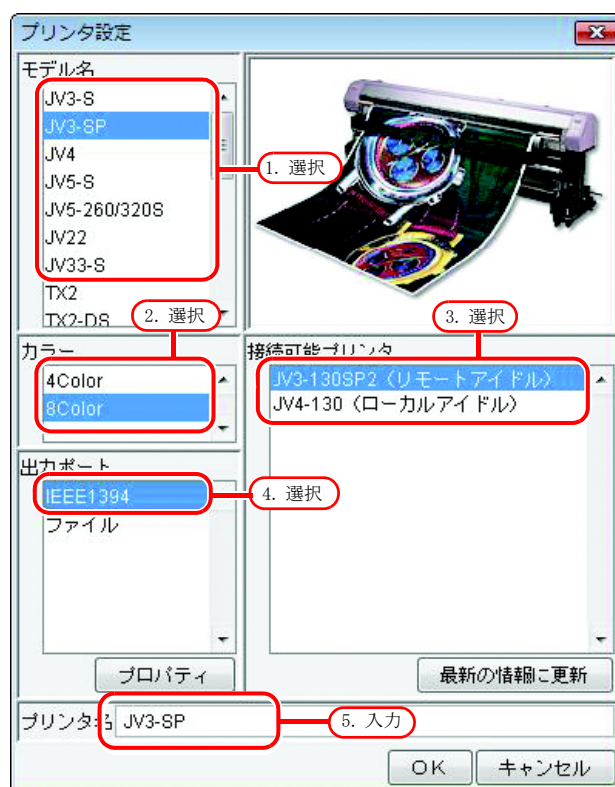 プリンタ設定
モデル名
JV3-S
JV3-SP
JV4
JV5-S
JV5-260/320S
JV22
JV33-S
TX2
TX2-DS
1. 選択
カラー
2. 選択
4Color
8Color
接続可能プリンタ
3. 選択
JV3-130SP2（リモートアイドル）
JV4-130（ローカルアイドル）
出力ポート
IEEE1394
4. 選択
ファイル
プロパティ
最新の情報に更新
プリンタ名 JV3-SP
5. 入力
OK
キャンセル